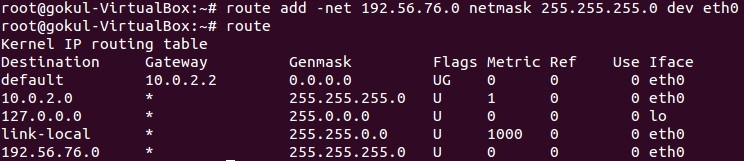 root@gokul-VirtualBox:~# route add -net 192.56.76.0 netmask 255.255.255.0 dev eth0
root@gokul-VirtualBox:~# route
Kernel IP routing table
Destination     Gateway         Genmask         Flags Metric Ref    Use Iface
default         10.0.2.2        0.0.0.0         UG    0      0        0 eth0
10.0.2.0        *               255.255.255.0   U     1      0        0 eth0
127.0.0.0       *               255.0.0.0       U     0      0        0 lo
link-local      *               255.255.0.0     U     1000   0        0 eth0
192.56.76.0     *               255.255.255.0   U     0      0        0 eth0